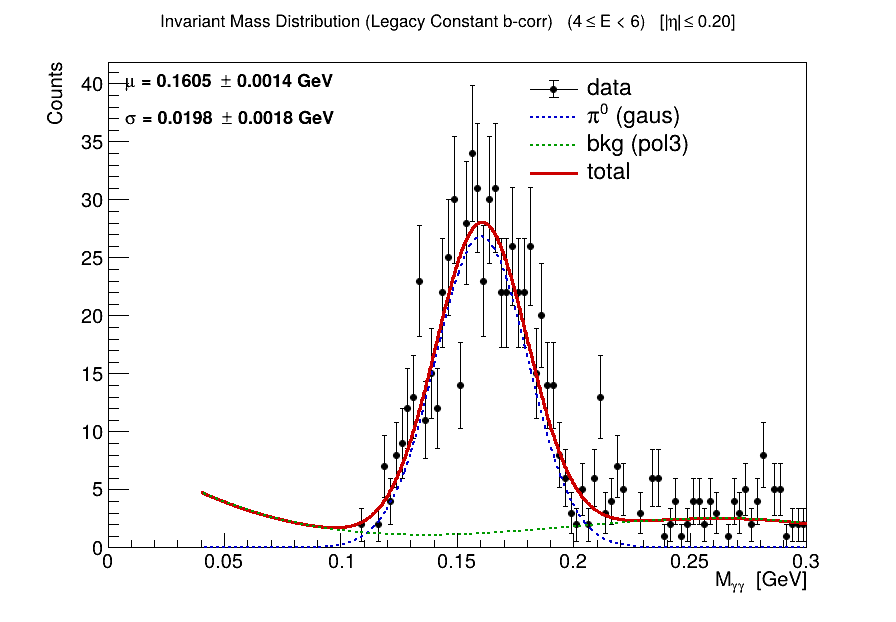 Invariant Mass Distribution (Legacy Constant b-corr) (4 ≤ E < 6) [|η| ≤ 0.20]
Counts
μ = 0.1605 ± 0.0014 GeV
σ = 0.0198 ± 0.0018 GeV
data
π⁰ (gaus)
bkg (pol3)
total
40
35
30
25
20
15
10
5
0
0 0.05 0.1 0.15 0.2 0.25 0.3
Mγγ [GeV]